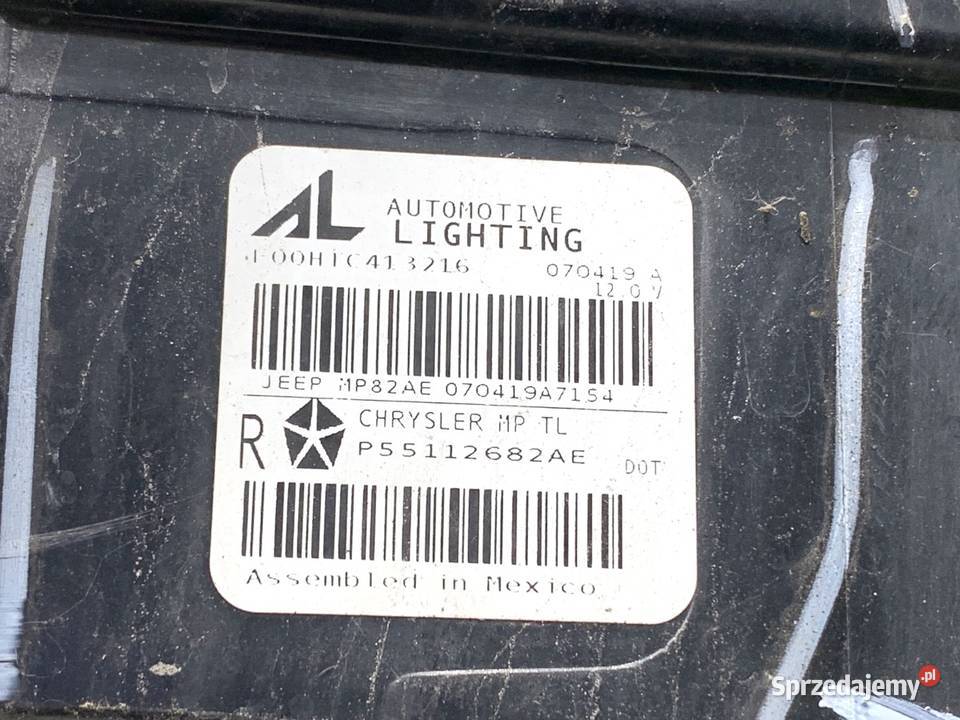 AL AUTOMOTIVE
LIGHTING
F00HTC413216 070419 A
12.0 V
JEEP MP82AE 070419A7154
R CHRYSLER MP TL
P55112682AE DOT
Assembled in Mexico
Sprzedajemy.pl